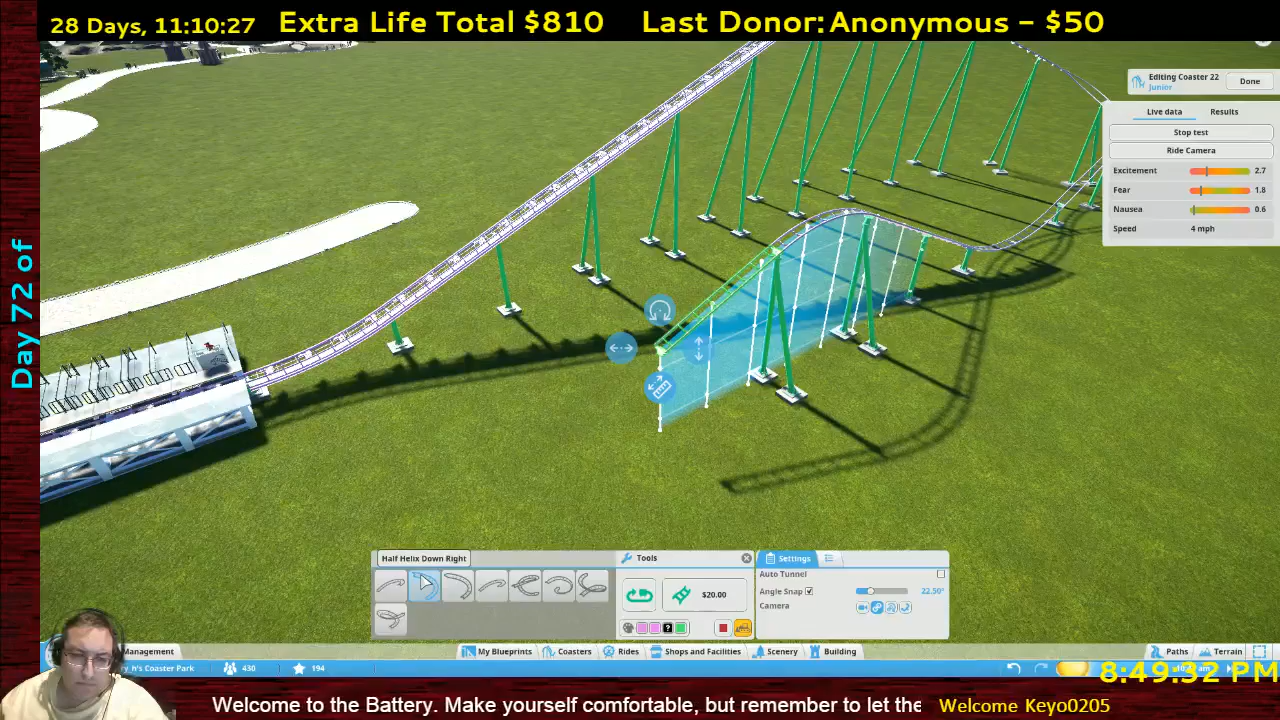 28 Days, 11:10:27 Extra Life Total $810 Last Donor: Anonymous - $50
Day 72 of
Editing Coaster 22
Junior
Done
Live data Results
Stop test
Ride Camera
Excitement 2.7
Fear 1.8
Nausea 0.6
Speed 4 mph
Half Helix Down Right
Tools
$20.00
?
Settings
Auto Tunnel
Angle Snap 22.50°
Camera
Management
My Blueprints Coasters Rides Shops and Facilities Scenery Building Paths Terrain
h's Coaster Park 430 194
8:49:32 PM
Welcome to the Battery. Make yourself comfortable, but remember to let the
Welcome Keyo0205